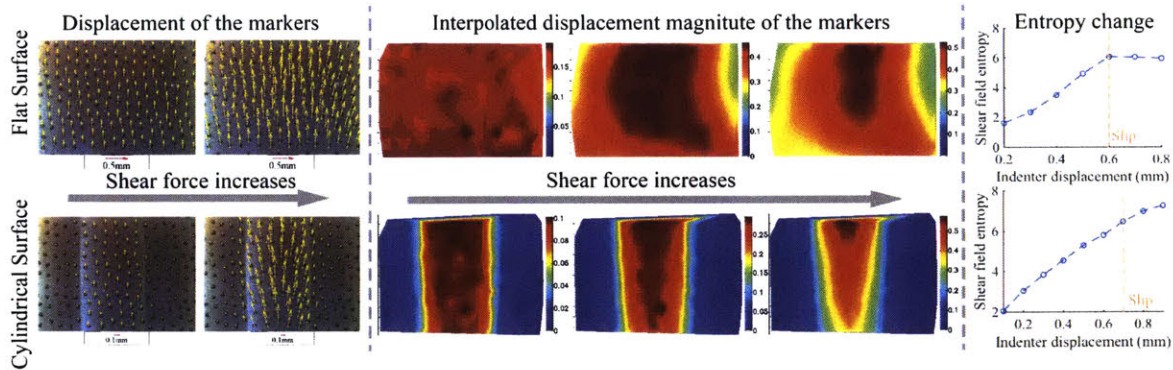 Displacement of the markers
Interpolated displacement magnitute of the markers
Entropy change
Flat Surface
0.5mm
0.5mm
0.15
0.1
0.05
0.4
0.3
0.2
0.1
0
0.5
0.4
0.3
0.2
0.1
0
Shear field entropy
8
6
4
2
0
Slip
0.2
0.4
0.6
0.8
Indenter displacement (mm)
Shear force increases
Shear force increases
Cylindrical Surface
0.1mm
0.1mm
0.1
0.08
0.06
0.04
0.02
0
0.25
0.2
0.15
0.1
0.05
0
0.5
0.4
0.3
0.2
0.1
0
Shear field entropy
8
6
4
2
Slip
0.2
0.4
0.6
0.8
Indenter displacement (mm)